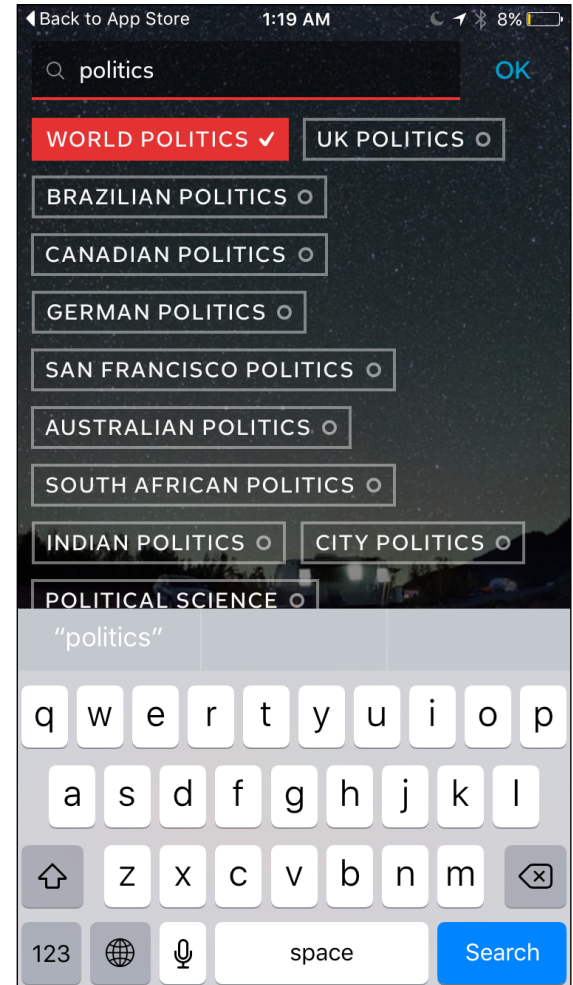 Back to App Store 1:19 AM 8%
politics OK
WORLD POLITICS UK POLITICS
BRAZILIAN POLITICS
CANADIAN POLITICS
GERMAN POLITICS
SAN FRANCISCO POLITICS
AUSTRALIAN POLITICS
SOUTH AFRICAN POLITICS
INDIAN POLITICS CITY POLITICS
POLITICAL SCIENCE
“politics”
q w e r t y u i o p
a s d f g h j k l
z x c v b n m
123 space Search